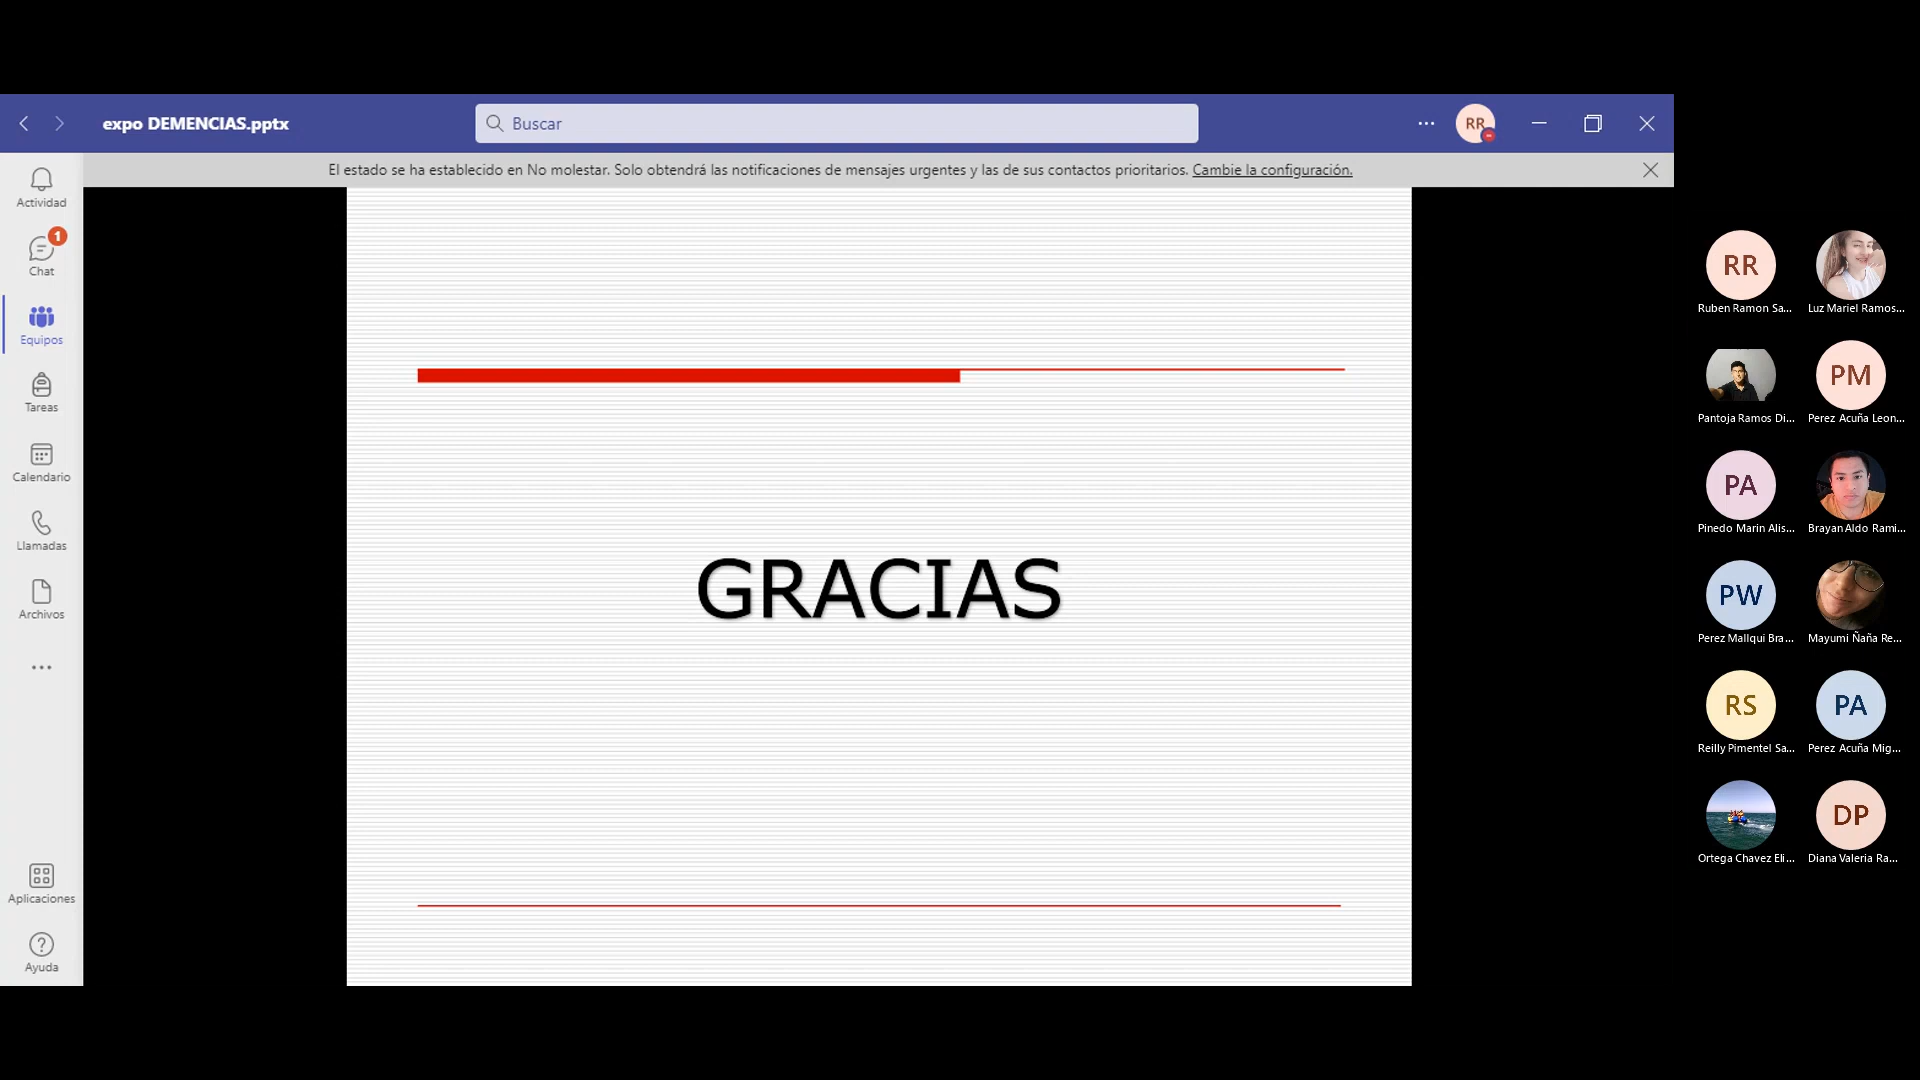 expo DEMENCIAS.pptx
Buscar
RR
El estado se ha establecido en No molestar. Solo obtendrá las notificaciones de mensajes urgentes y las de sus contactos prioritarios. Cambie la configuración.
Actividad
1
Chat
Equipos
Tareas
Calendario
Llamadas
Archivos
Aplicaciones
Ayuda
GRACIAS
RR
Ruben Ramon Sa...
Luz Mariel Ramos...
Pantoja Ramos Di...
PM
Perez Acuña Leon...
PA
Pinedo Marin Alis...
Brayan Aldo Rami...
PW
Perez Mallqui Bra...
Mayumi Ñaña Re...
RS
Reilly Pimentel Sa...
PA
Perez Acuña Mig...
Ortega Chavez Eli...
DP
Diana Valeria Ra...